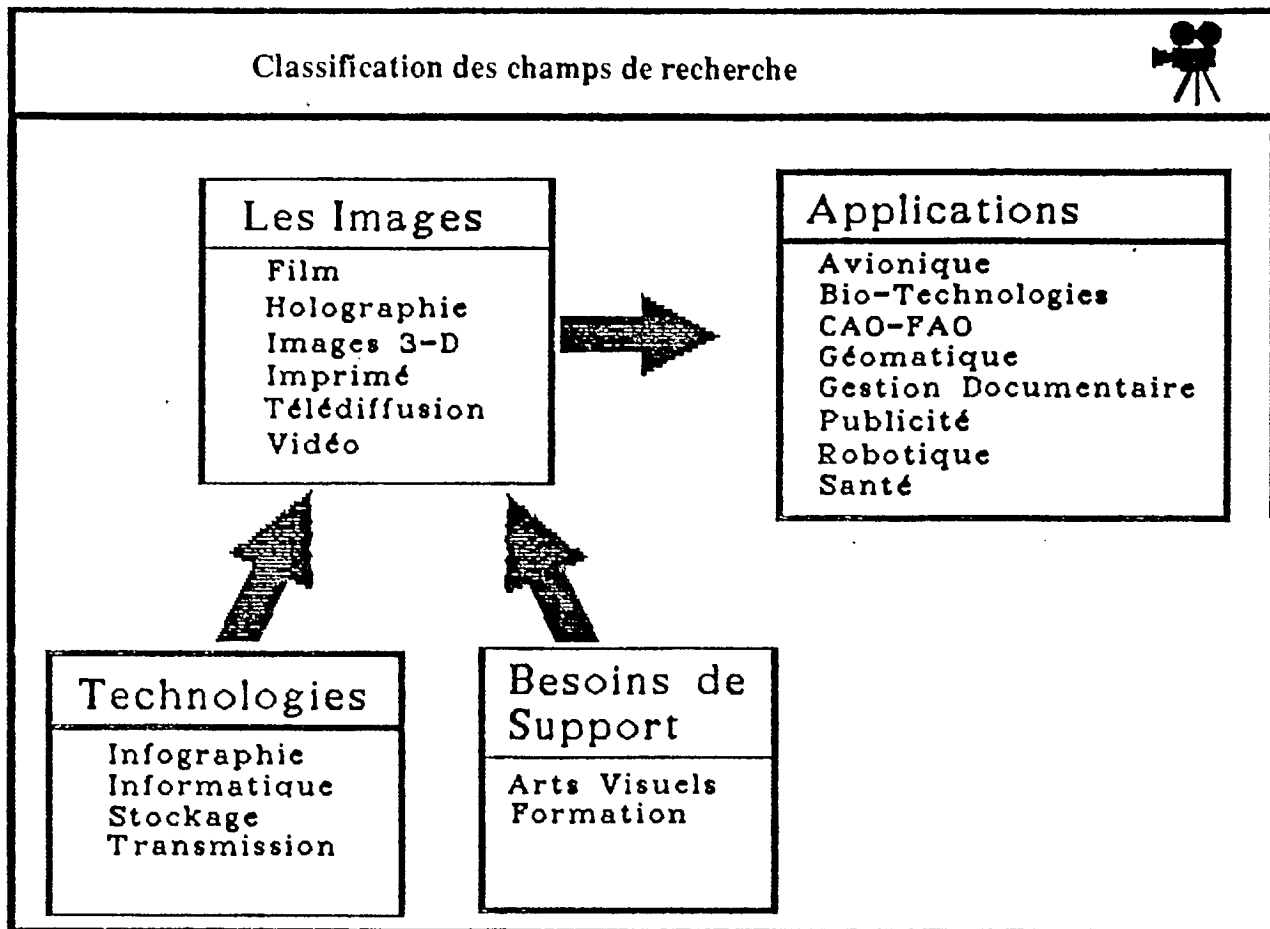 Classification des champs de recherche
Les Images
Film
Holographie
Images 3-D
Imprimé
Télédiffusion
Vidéo
Applications
Avionique
Bio-Technologies
CAO-FAO
Géomatique
Gestion Documentaire
Publicité
Robotique
Santé
Technologies
Infographie
Informatique
Stockage
Transmission
Besoins de
Support
Arts Visuels
Formation